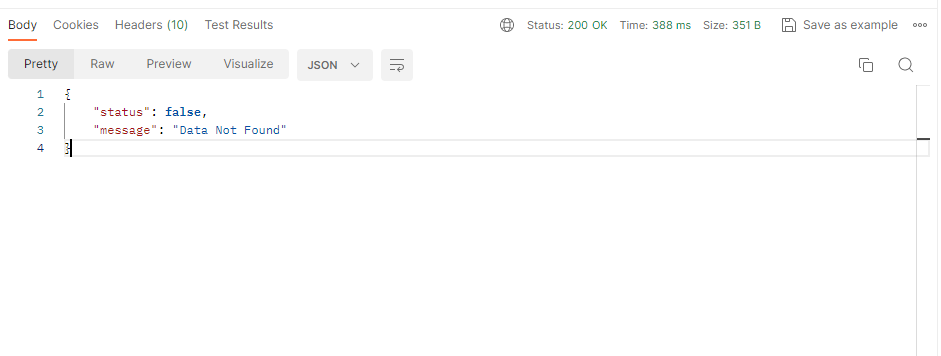 Body Cookies Headers (10) Test Results Status: 200 OK Time: 388 ms Size: 351 B Save as example
Pretty Raw Preview Visualize JSON
1 {
2 "status": false,
3 "message": "Data Not Found"
4 }